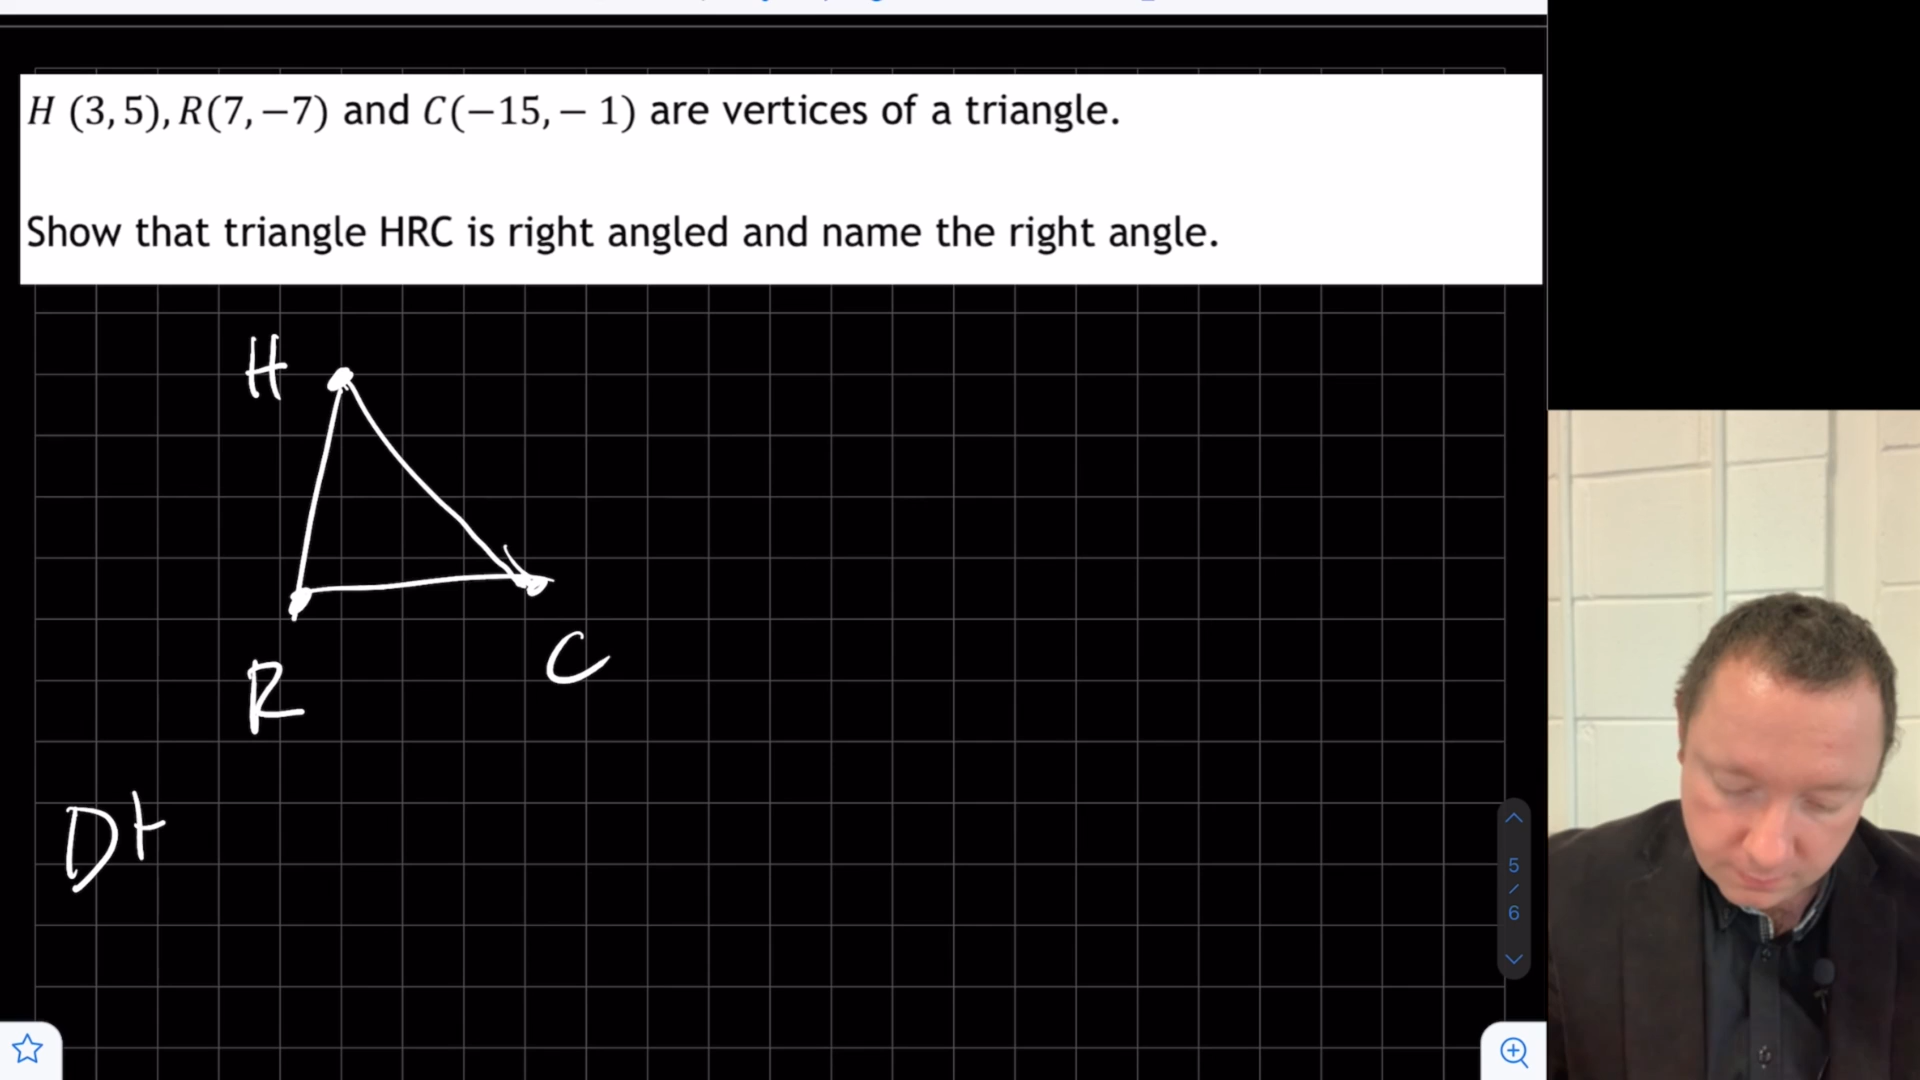 H (3, 5), R(7, −7) and C(−15, − 1) are vertices of a triangle.
Show that triangle HRC is right angled and name the right angle.
H
R
C
5
/
6